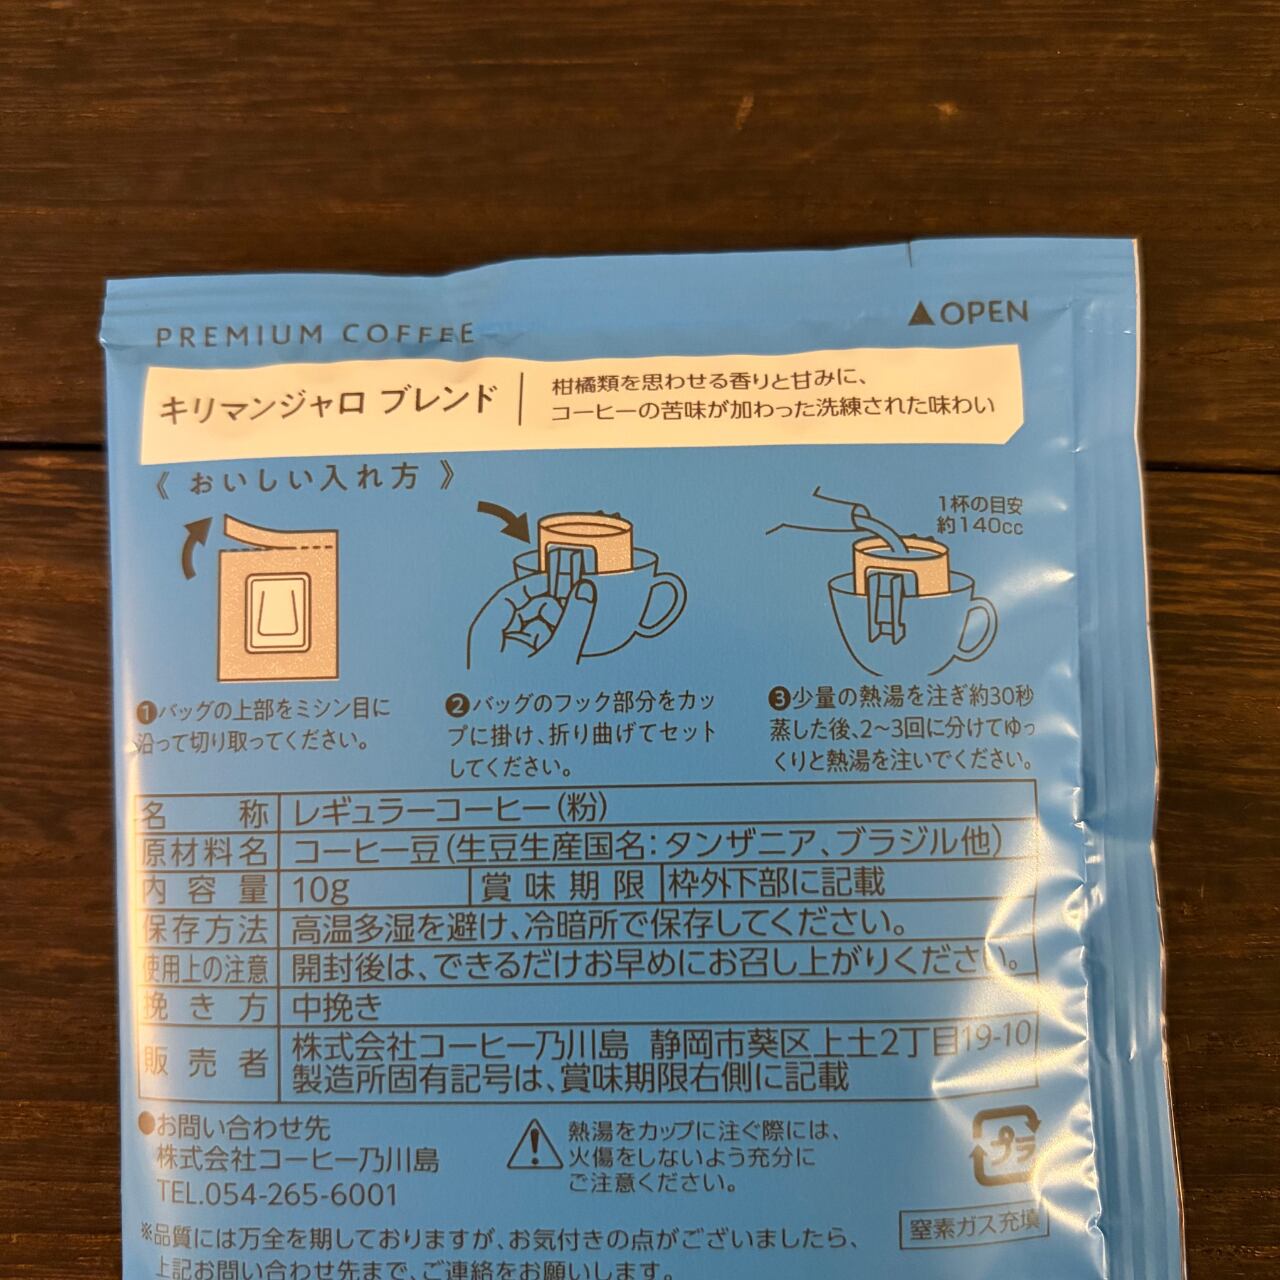 ▲OPEN
PREMIUM COFFEE
キリマンジャロ ブレンド
柑橘類を思わせる香りと甘みに、
コーヒーの苦味が加わった洗練された味わい
《 おいしい入れ方 》
1杯の目安
約140cc
❶バッグの上部をミシン目に
沿って切り取ってください。
❷バッグのフック部分をカッ
プに掛け、折り曲げてセット
してください。
❸少量の熱湯を注ぎ約30秒
蒸した後、2~3回に分けてゆっ
くりと熱湯を注いでください。
名称 レギュラーコーヒー(粉)
原材料名 コーヒー豆(生豆生産国名:タンザニア、ブラジル他)
内容量 10g 賞味期限 枠外下部に記載
保存方法 高温多湿を避け、冷暗所で保存してください。
使用上の注意 開封後は、できるだけお早めにお召し上がりください。
挽き方 中挽き
販売者 株式会社コーヒー乃川島 静岡市葵区上土2丁目19-10
製造所固有記号は、賞味期限右側に記載
●お問い合わせ先
株式会社コーヒー乃川島
TEL.054-265-6001
熱湯をカップに注ぐ際には、
火傷をしないよう充分に
ご注意ください。
プラ
窒素ガス充填
※品質には万全を期しておりますが、お気付きの点がございましたら、
上記お問い合わせ先まで、ご連絡をお願いします。